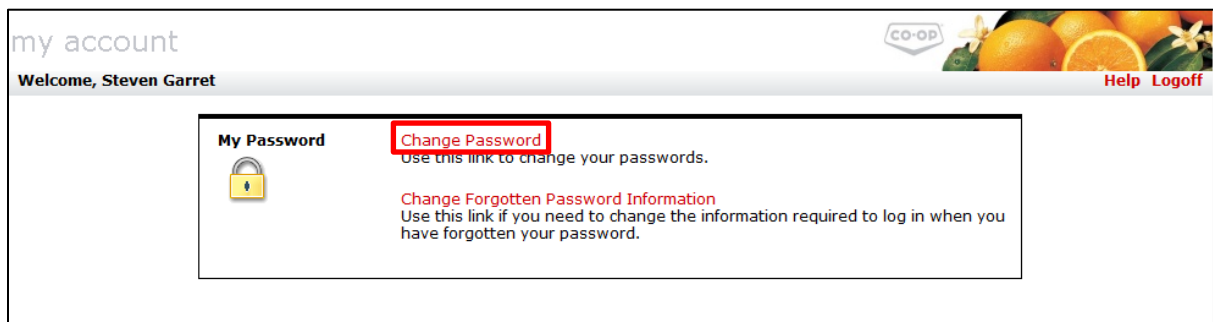 my account
CO-OP
Welcome, Steven Garret
Help Logoff
My Password
Change Password
Use this link to change your passwords.
Change Forgotten Password Information
Use this link if you need to change the information required to log in when you
have forgotten your password.